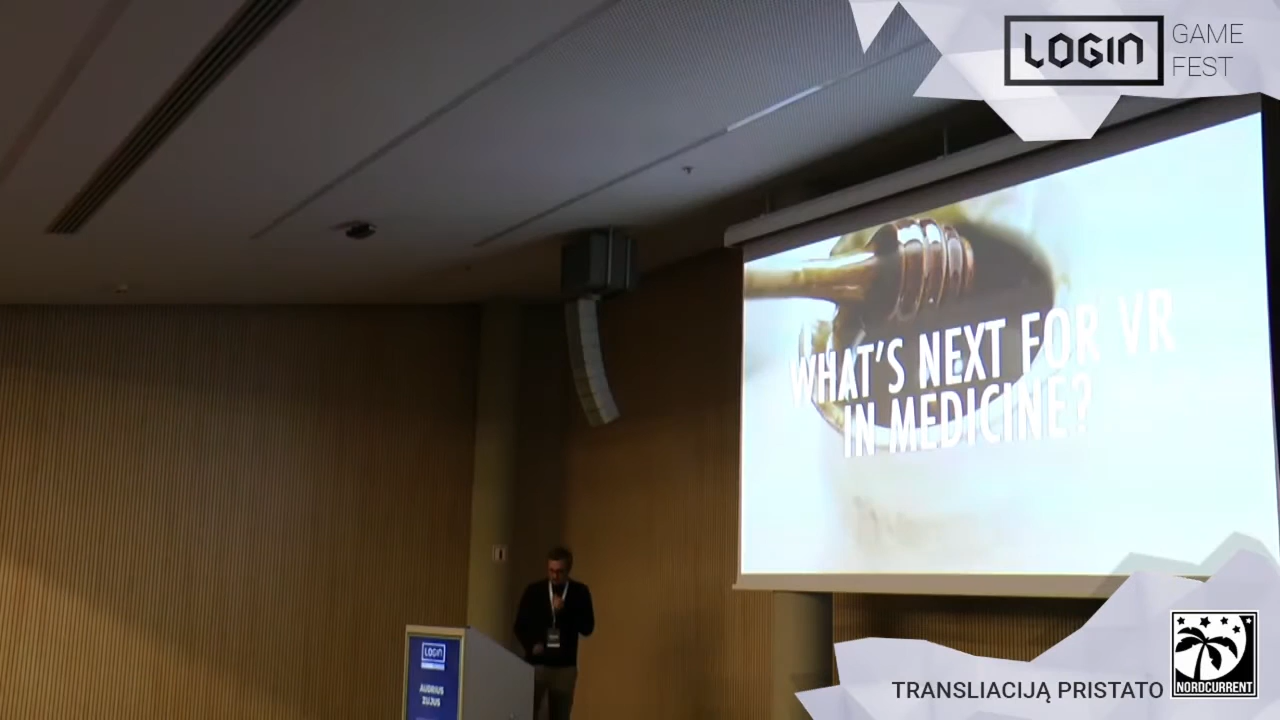 LOGIN
GAME
FEST
WHAT'S NEXT FOR VR
IN MEDICINE?
LOGIN
AUDRIUS
ZUJUS
TRANSLIACIJĄ PRISTATO
NORDCURRENT